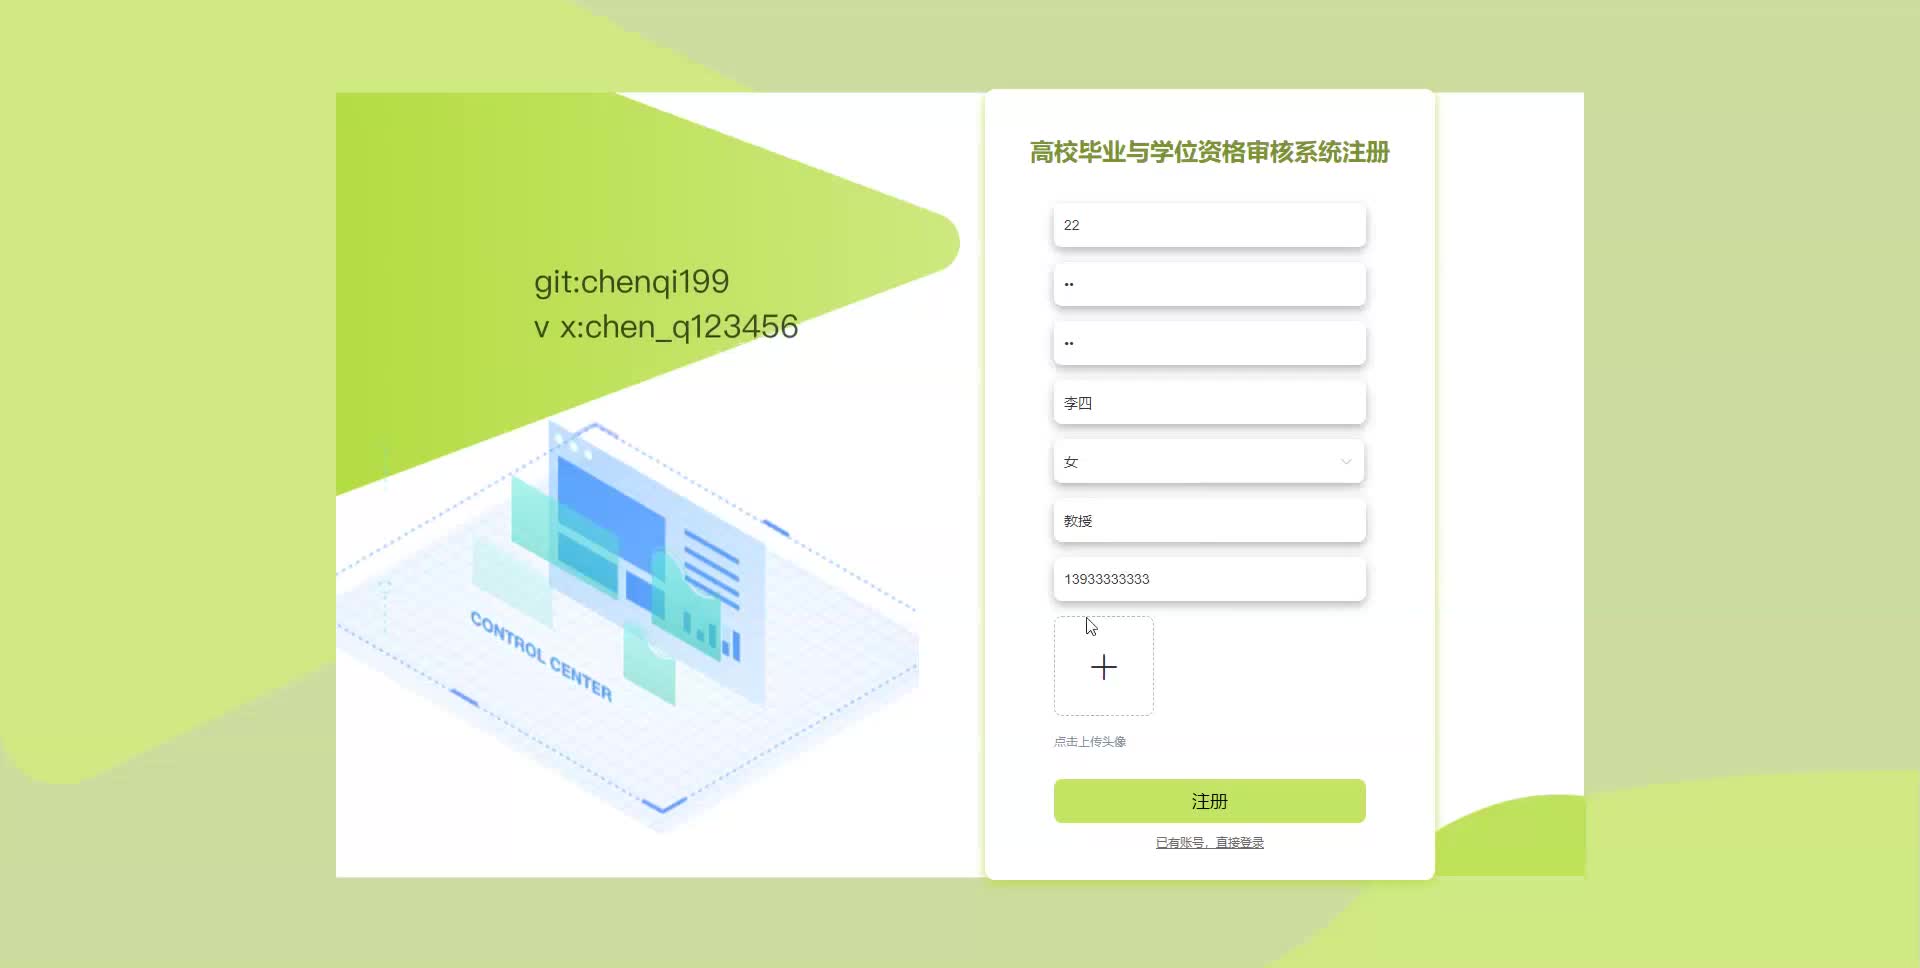 git:chenqi199
v x:chen_q123456
CONTROL CENTER
高校毕业与学位资格审核系统注册
22
••
••
李四
女
教授
13933333333
点击上传头像
注册
已有账号，直接登录